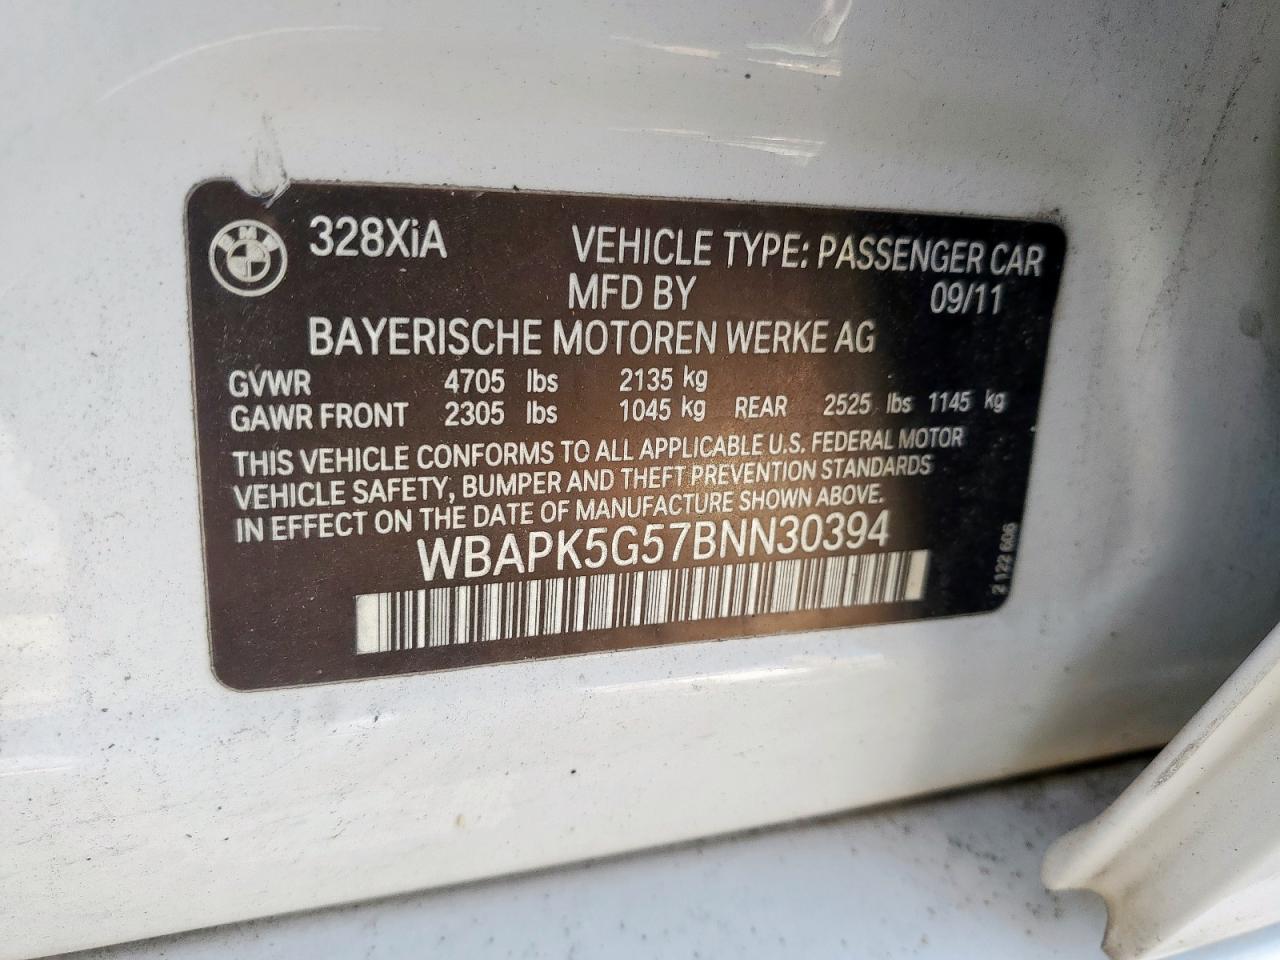 BMW
328XiA VEHICLE TYPE: PASSENGER CAR
MFD BY 09/11
BAYERISCHE MOTOREN WERKE AG
GVWR 4705 lbs 2135 kg
GAWR FRONT 2305 lbs 1045 kg REAR 2525 lbs 1145 kg
THIS VEHICLE CONFORMS TO ALL APPLICABLE U.S. FEDERAL MOTOR
VEHICLE SAFETY, BUMPER AND THEFT PREVENTION STANDARDS
IN EFFECT ON THE DATE OF MANUFACTURE SHOWN ABOVE.
WBAPK5G57BNN30394
2 122 606